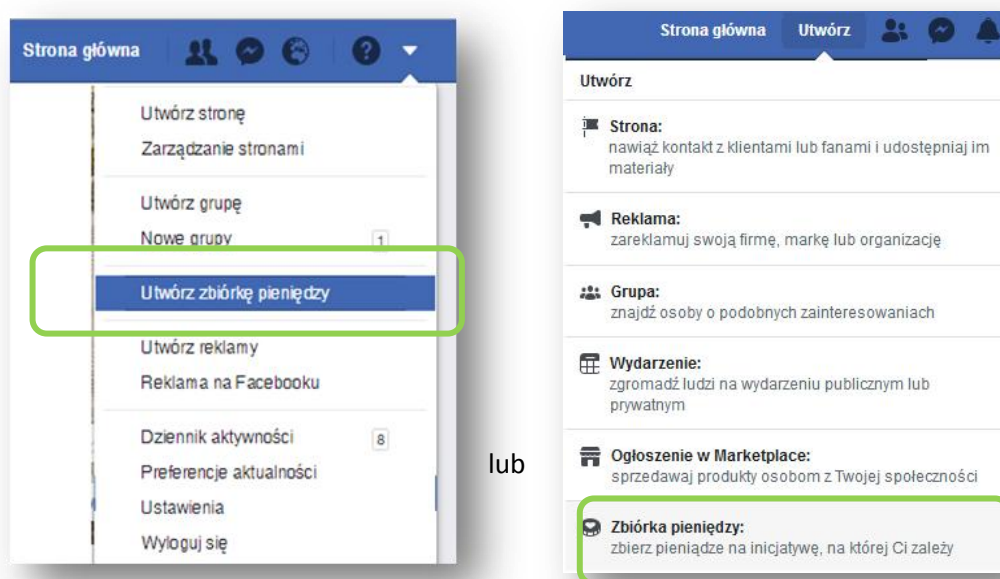 Strona główna
Utwórz stronę
Zarządzanie stronami
Utwórz grupę
Nowe grupy 1
Utwórz zbiórkę pieniędzy
Utwórz reklamy
Reklama na Facebooku
Dziennik aktywności 8
Preferencje aktualności
Ustawienia
Wyloguj się
lub
Strona główna Utwórz
Utwórz
Strona:
nawiąż kontakt z klientami lub fanami i udostępniaj im
materiały
Reklama:
zareklamuj swoją firmę, markę lub organizację
Grupa:
znajdź osoby o podobnych zainteresowaniach
Wydarzenie:
zgromadź ludzi na wydarzeniu publicznym lub
prywatnym
Ogłoszenie w Marketplace:
sprzedawaj produkty osobom z Twojej społeczności
Zbiórka pieniędzy:
zbierz pieniądze na inicjatywę, na której Ci zależy